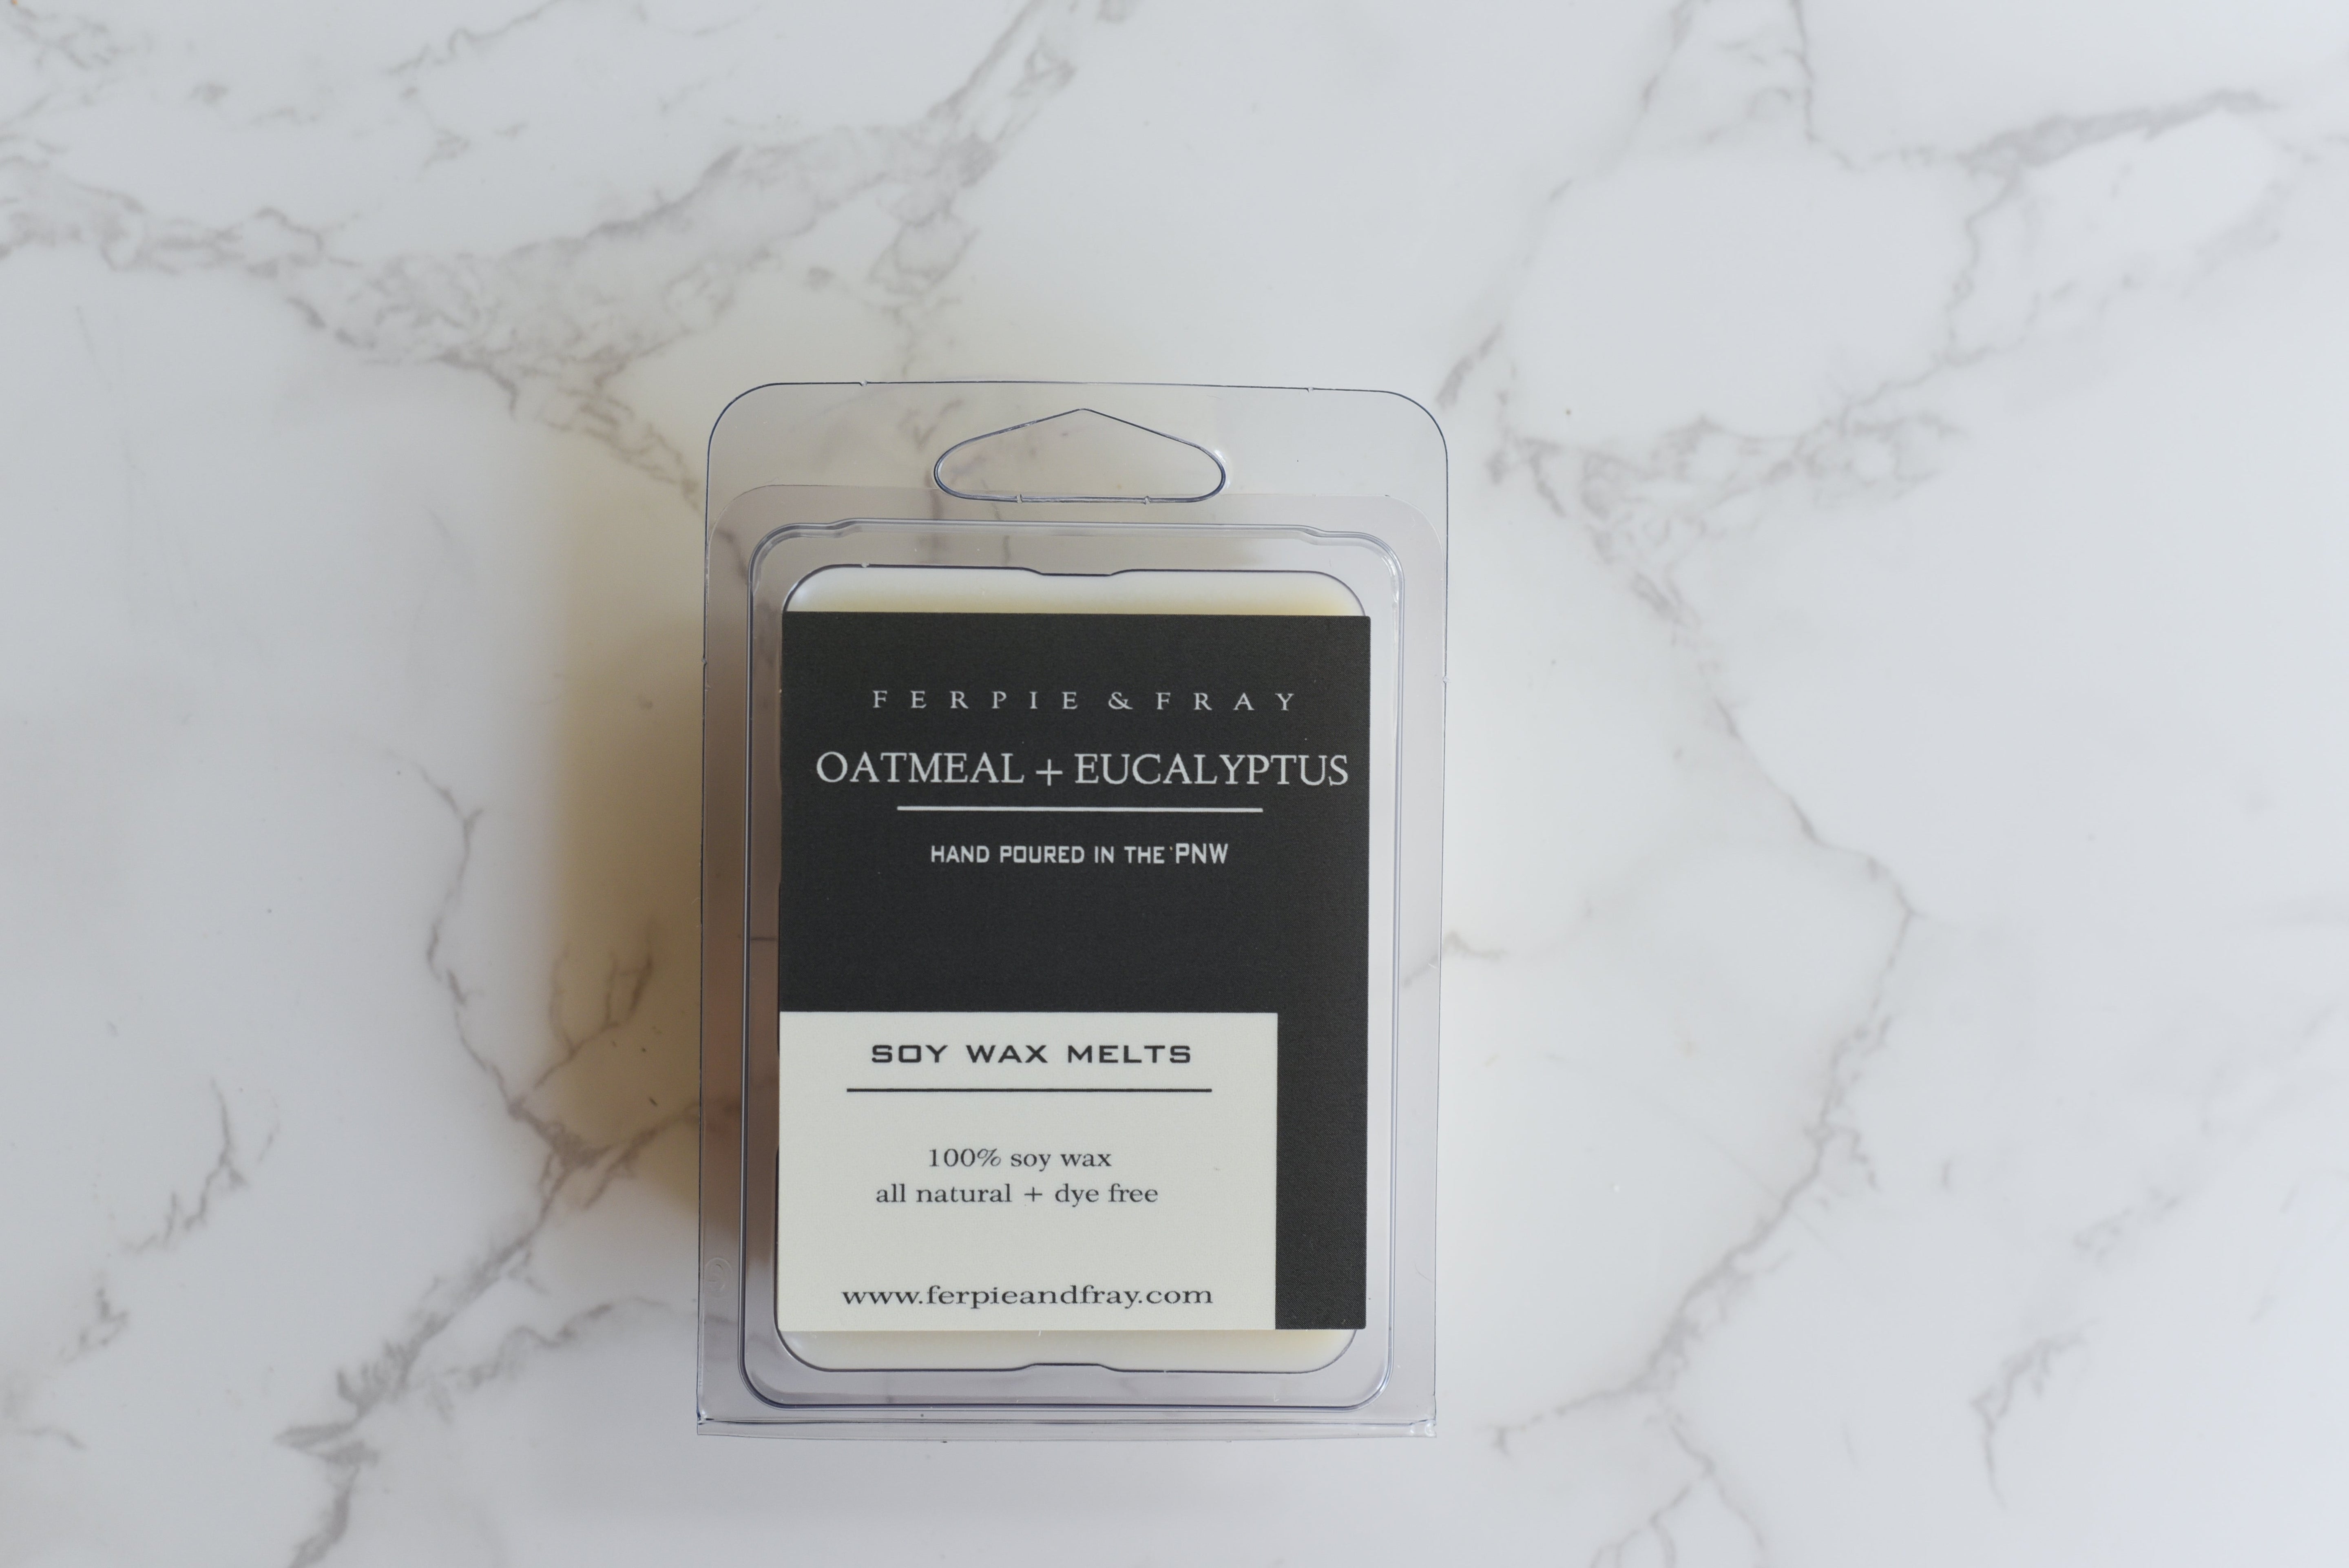 FERPIE & FRAY
OATMEAL + EUCALYPTUS
HAND POURED IN THE PNW
SOY WAX MELTS
100% soy wax
all natural + dye free
www.ferpieandfray.com